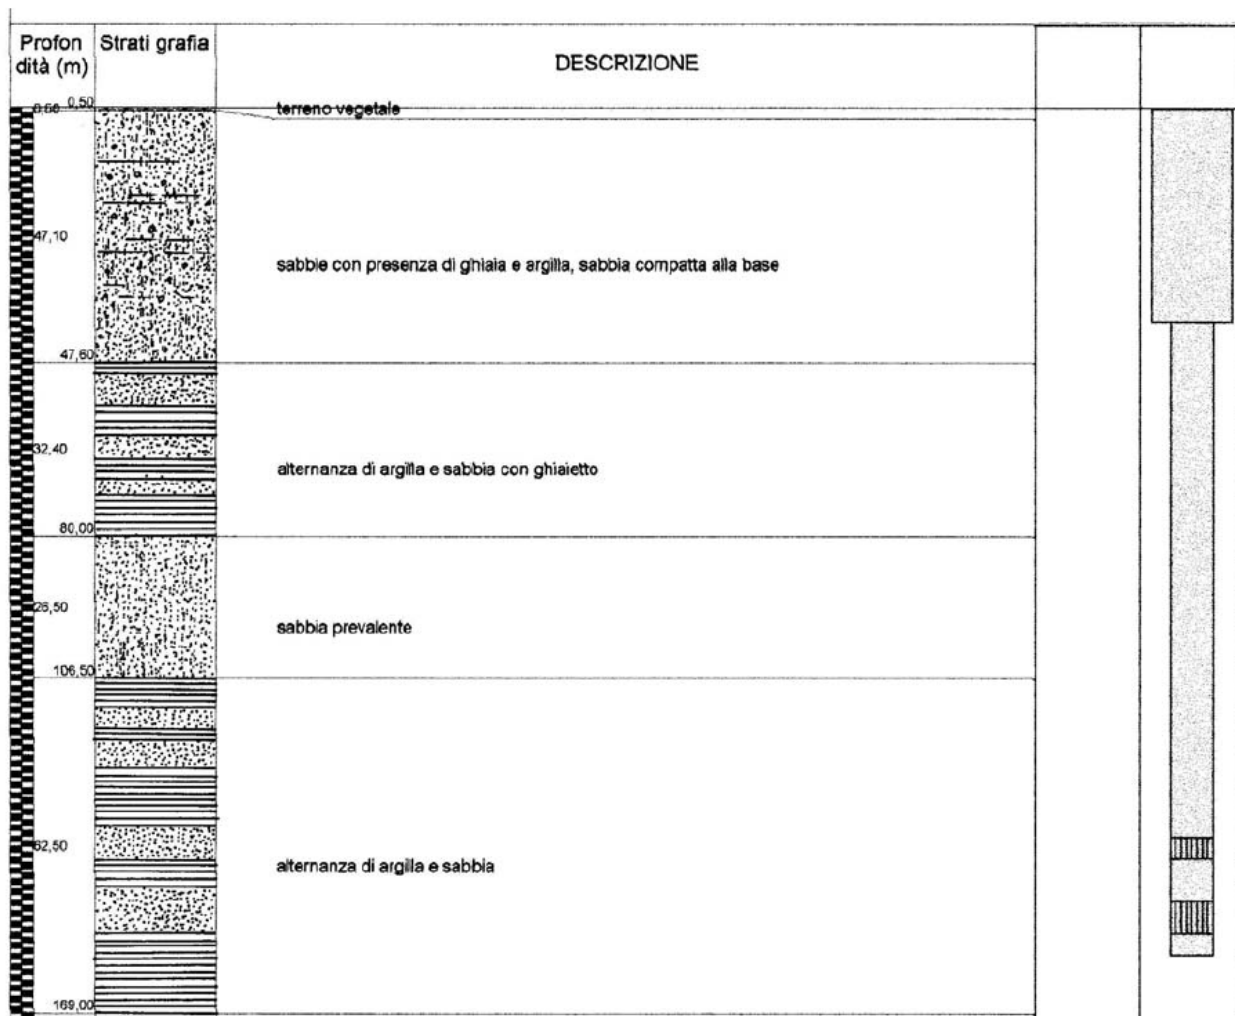 Profon
dità (m)
Strati grafia
DESCRIZIONE
0,50
0,50
terreno vegetale
47,10
sabbie con presenza di ghiaia e argilla, sabbia compatta alla base
47,60
32,40
alternanza di argilla e sabbia con ghiaietto
80,00
26,50
sabbia prevalente
106,50
62,50
alternanza di argilla e sabbia
169,00